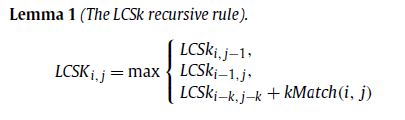 Lemma 1 (The LCSk recursive rule).
LCSk_{i,j−1},
LCSK_{i,j} = max { LCSk_{i−1,j},
LCSk_{i−k,j−k} + kMatch(i, j)